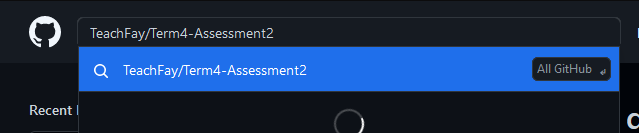 TeachFay/Term4-Assessment2
TeachFay/Term4-Assessment2 All GitHub
Recent